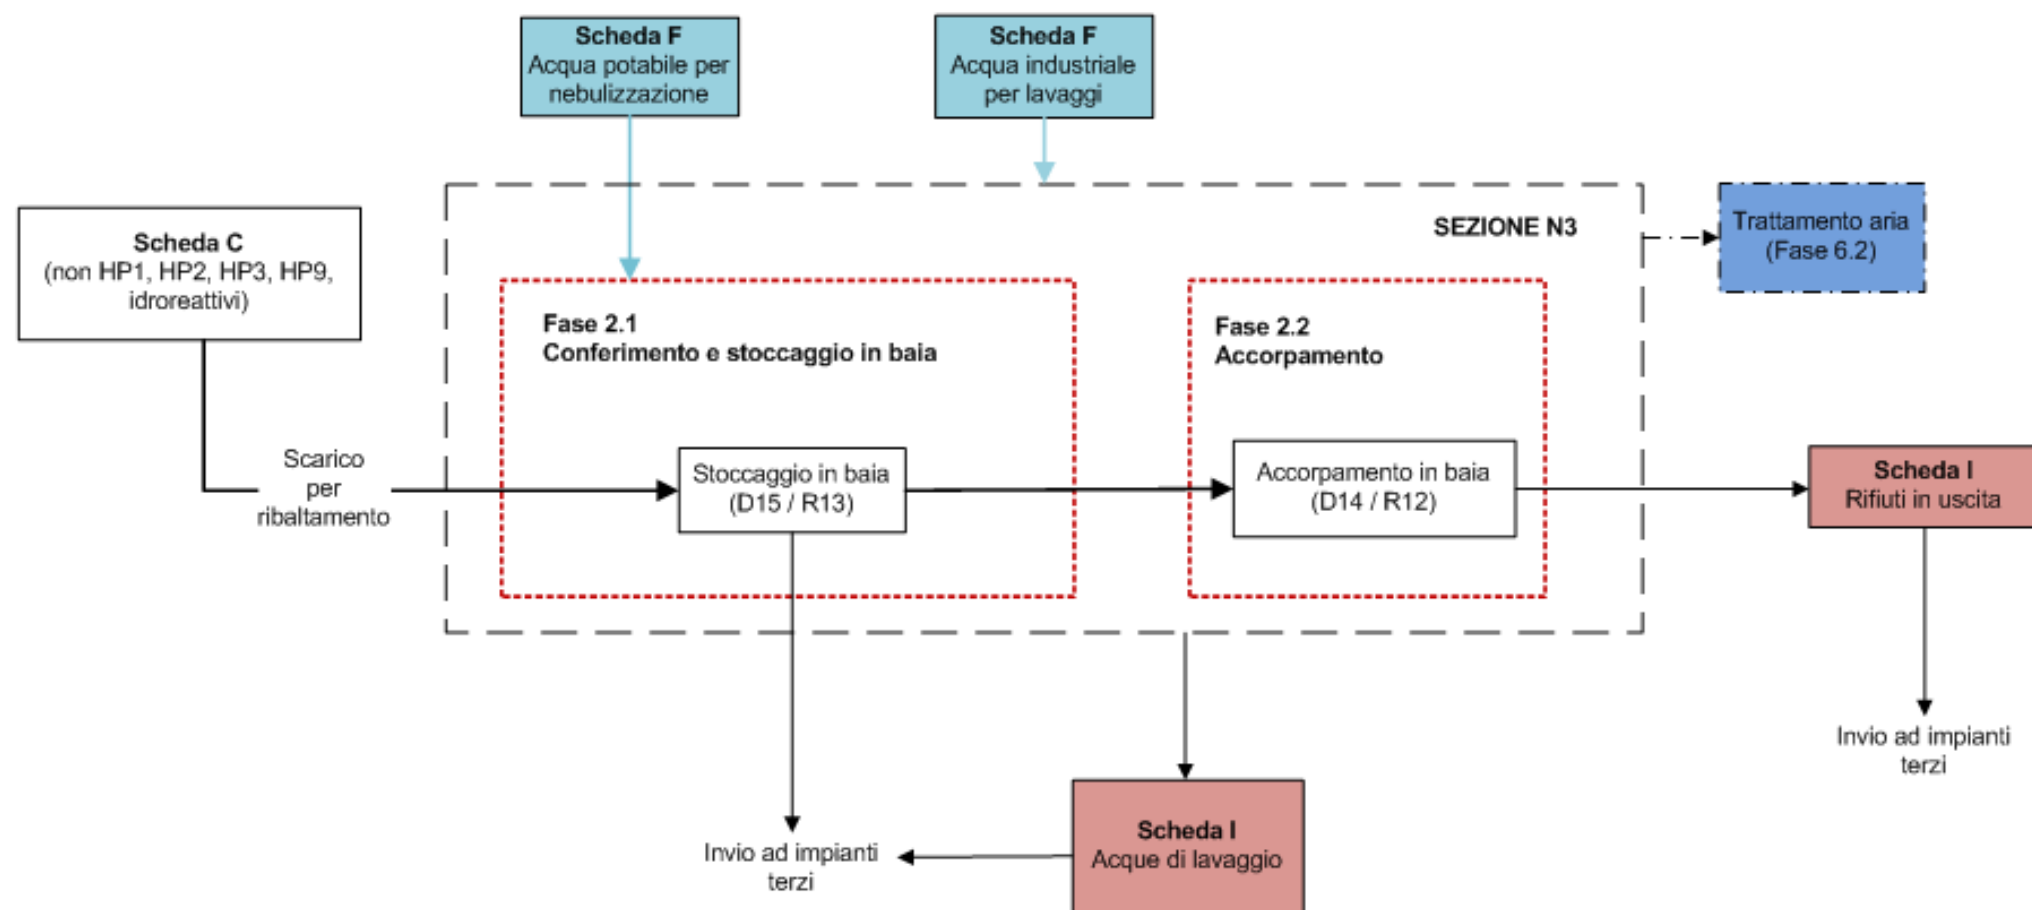 Scheda F
Acqua potabile per
nebulizzazione
Scheda F
Acqua industriale
per lavaggi
Scheda C
(non HP1, HP2, HP3, HP9,
idroreattivi)
SEZIONE N3
Trattamento aria
(Fase 6.2)
Fase 2.1
Conferimento e stoccaggio in baia
Fase 2.2
Accorpamento
Scarico
per
ribaltamento
Stoccaggio in baia
(D15 / R13)
Accorpamento in baia
(D14 / R12)
Scheda I
Rifiuti in uscita
Invio ad impianti
terzi
Scheda I
Acque di lavaggio
Invio ad impianti
terzi